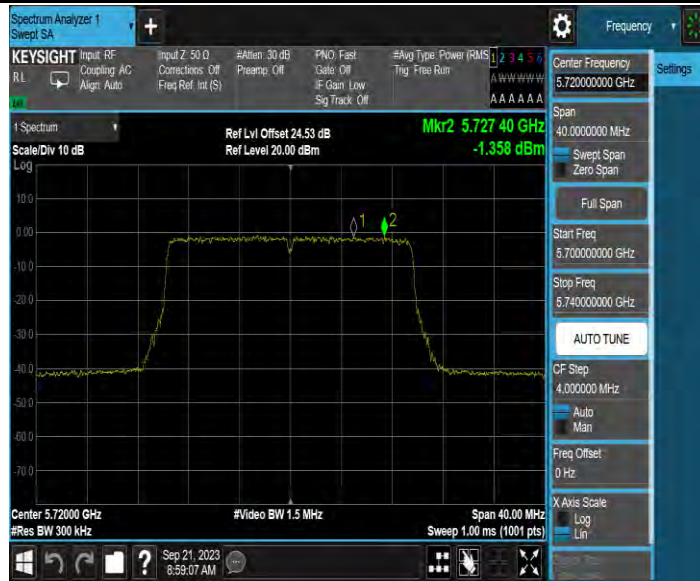 Spectrum Analyzer 1
Swept SA
+
Frequency
KEYSIGHT
RL
Input: RF
Coupling: AC
Align: Auto
Input Z: 50 Ω
Corrections: Off
Freq Ref: Int (S)
#Atten: 30 dB
Preamp: Off
PNO: Fast
Gate: Off
IF Gain: Low
Sig Track: Off
#Avg Type: Power (RMS
Trig: Free Run
1 2 3 4 5 6
A W W W W W
A A A A A A
1 Spectrum
Scale/Div 10 dB
Log
Ref Lvl Offset 24.53 dB
Ref Level 20.00 dBm
Mkr2 5.727 40 GHz
-1.358 dBm
10.0
0.00
-10.0
-20.0
-30.0
-40.0
-50.0
-60.0
-70.0
1
2
Center 5.72000 GHz
#Res BW 300 kHz
#Video BW 1.5 MHz
Span 40.00 MHz
Sweep 1.00 ms (1001 pts)
?
Sep 21, 2023
8:59:07 AM
Center Frequency
5.720000000 GHz
Settings
Span
40.0000000 MHz
Swept Span
Zero Span
Full Span
Start Freq
5.700000000 GHz
Stop Freq
5.740000000 GHz
AUTO TUNE
CF Step
4.000000 MHz
Auto
Man
Freq Offset
0 Hz
X Axis Scale
Log
Lin